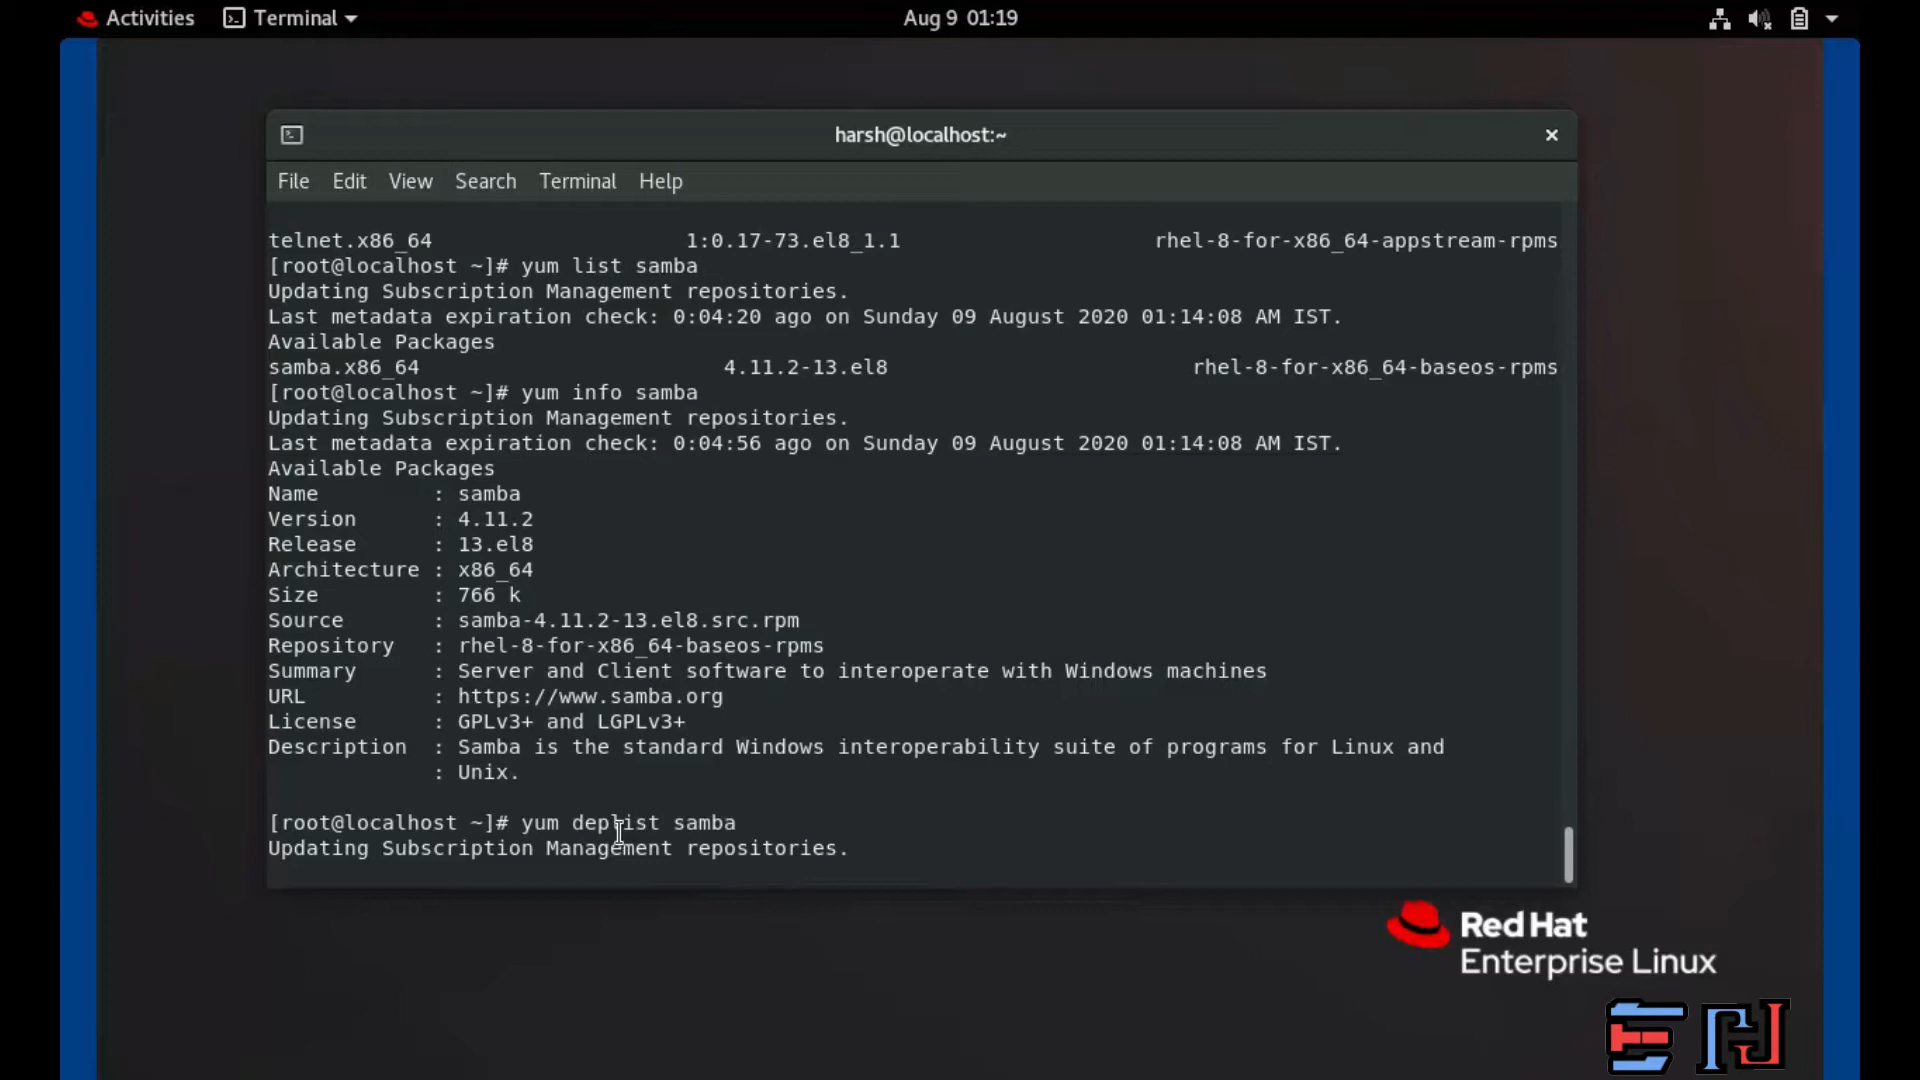 Activities Terminal Aug 9 01:19
harsh@localhost:~
File Edit View Search Terminal Help
telnet.x86_64 1:0.17-73.el8_1.1 rhel-8-for-x86_64-appstream-rpms
[root@localhost ~]# yum list samba
Updating Subscription Management repositories.
Last metadata expiration check: 0:04:20 ago on Sunday 09 August 2020 01:14:08 AM IST.
Available Packages
samba.x86_64 4.11.2-13.el8 rhel-8-for-x86_64-baseos-rpms
[root@localhost ~]# yum info samba
Updating Subscription Management repositories.
Last metadata expiration check: 0:04:56 ago on Sunday 09 August 2020 01:14:08 AM IST.
Available Packages
Name : samba
Version : 4.11.2
Release : 13.el8
Architecture : x86_64
Size : 766 k
Source : samba-4.11.2-13.el8.src.rpm
Repository : rhel-8-for-x86_64-baseos-rpms
Summary : Server and Client software to interoperate with Windows machines
URL : https://www.samba.org
License : GPLv3+ and LGPLv3+
Description : Samba is the standard Windows interoperability suite of programs for Linux and
: Unix.
[root@localhost ~]# yum deplist samba
Updating Subscription Management repositories.
Red Hat
Enterprise Linux